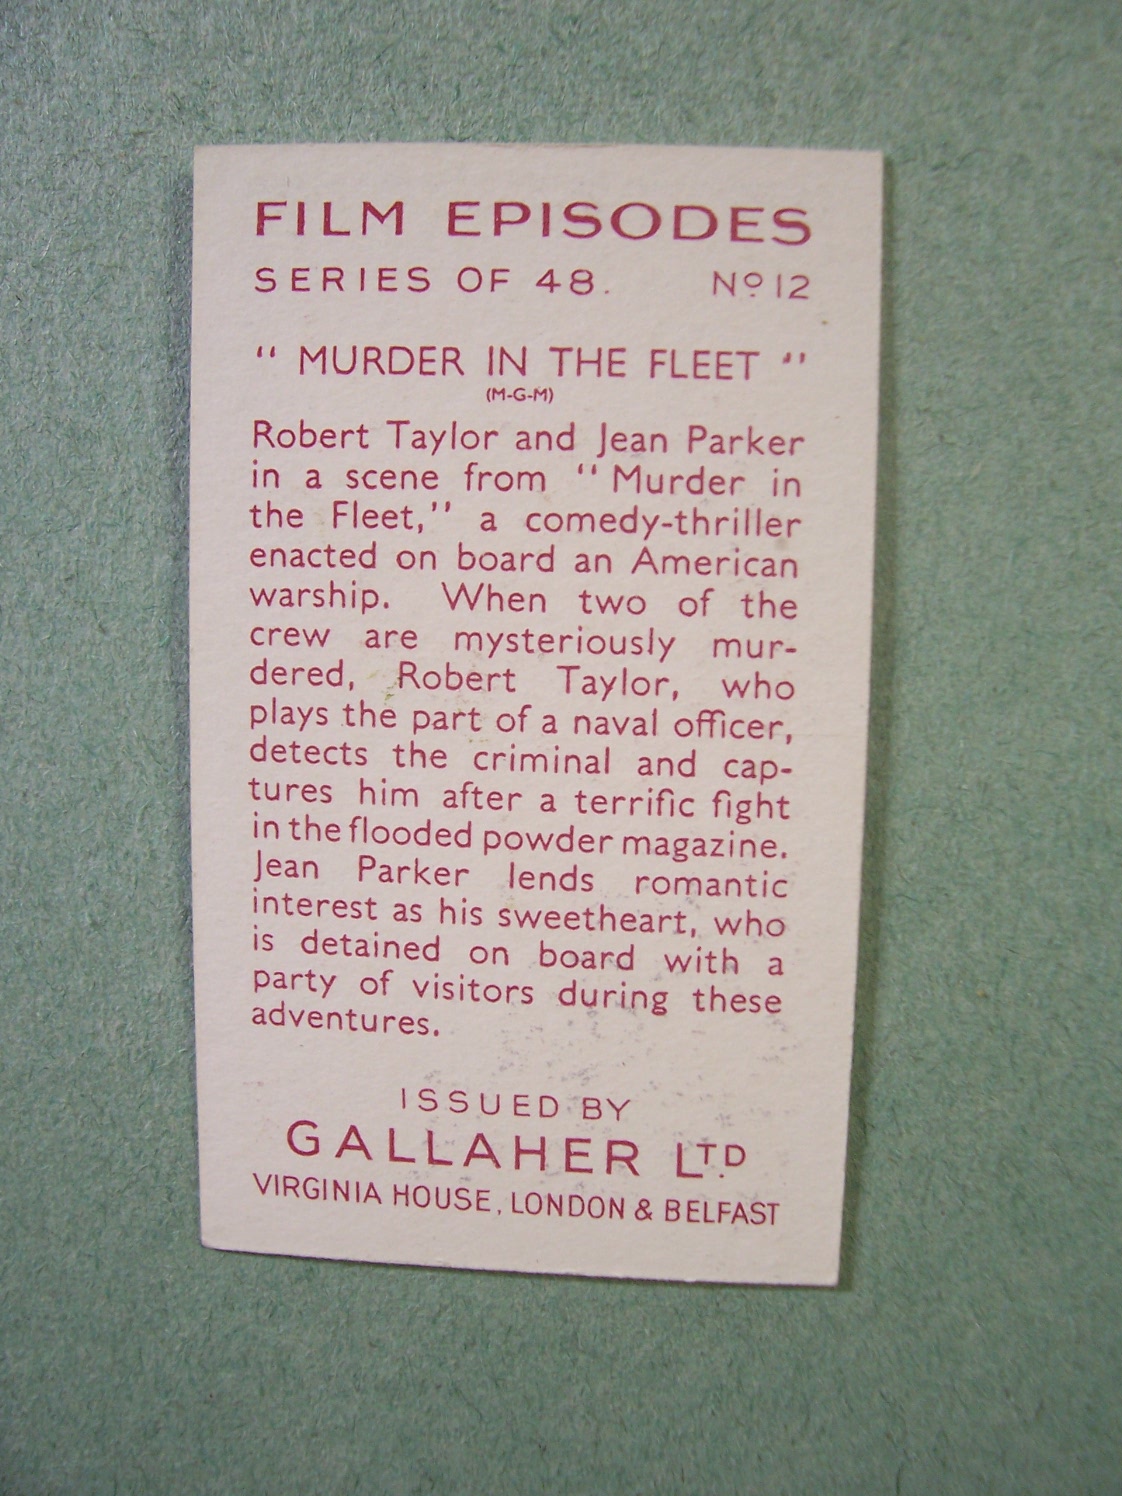 FILM EPISODES
SERIES OF 48. Nº 12
“ MURDER IN THE FLEET ”
(M-G-M)
Robert Taylor and Jean Parker
in a scene from “ Murder in
the Fleet,” a comedy-thriller
enacted on board an American
warship. When two of the
crew are mysteriously mur-
dered, Robert Taylor, who
plays the part of a naval officer,
detects the criminal and cap-
tures him after a terrific fight
in the flooded powder magazine.
Jean Parker lends romantic
interest as his sweetheart, who
is detained on board with a
party of visitors during these
adventures.
ISSUED BY
GALLAHER LTD
VIRGINIA HOUSE, LONDON & BELFAST